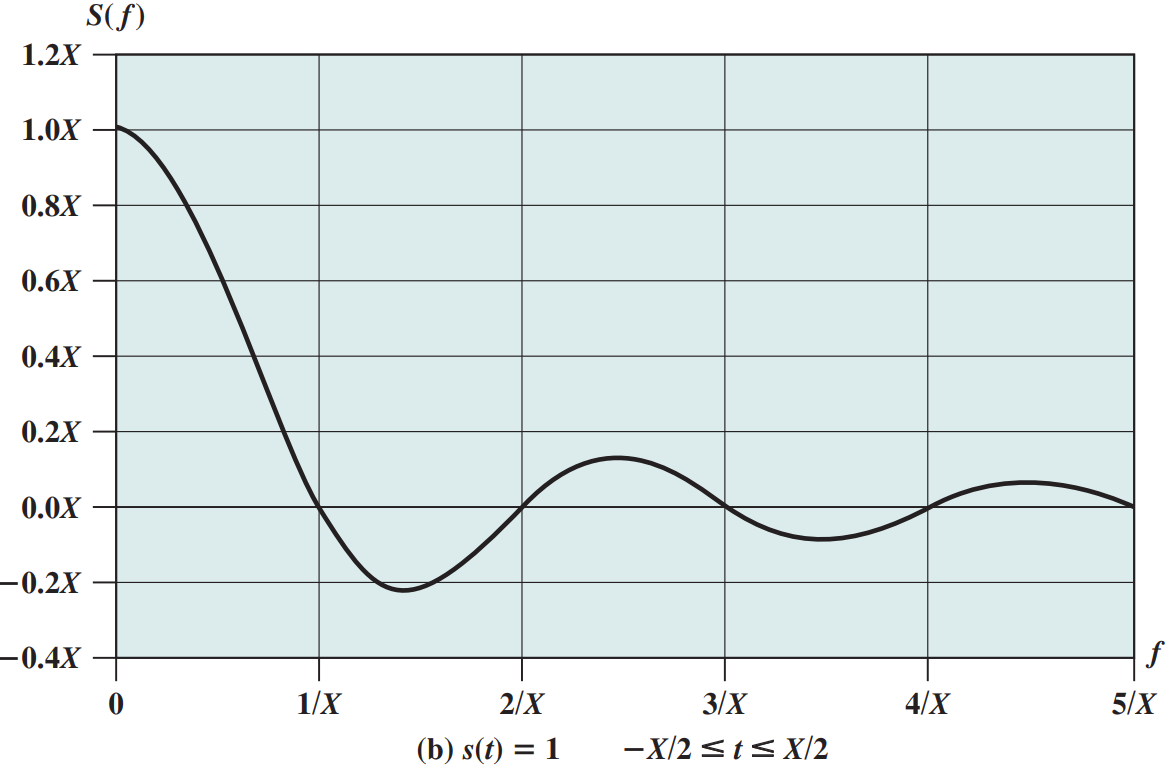 S(f)
1.2X
1.0X
0.8X
0.6X
0.4X
0.2X
0.0X
−0.2X
−0.4X
f
0 1/X 2/X 3/X 4/X 5/X
(b) s(t) = 1 −X/2 ≤ t ≤ X/2